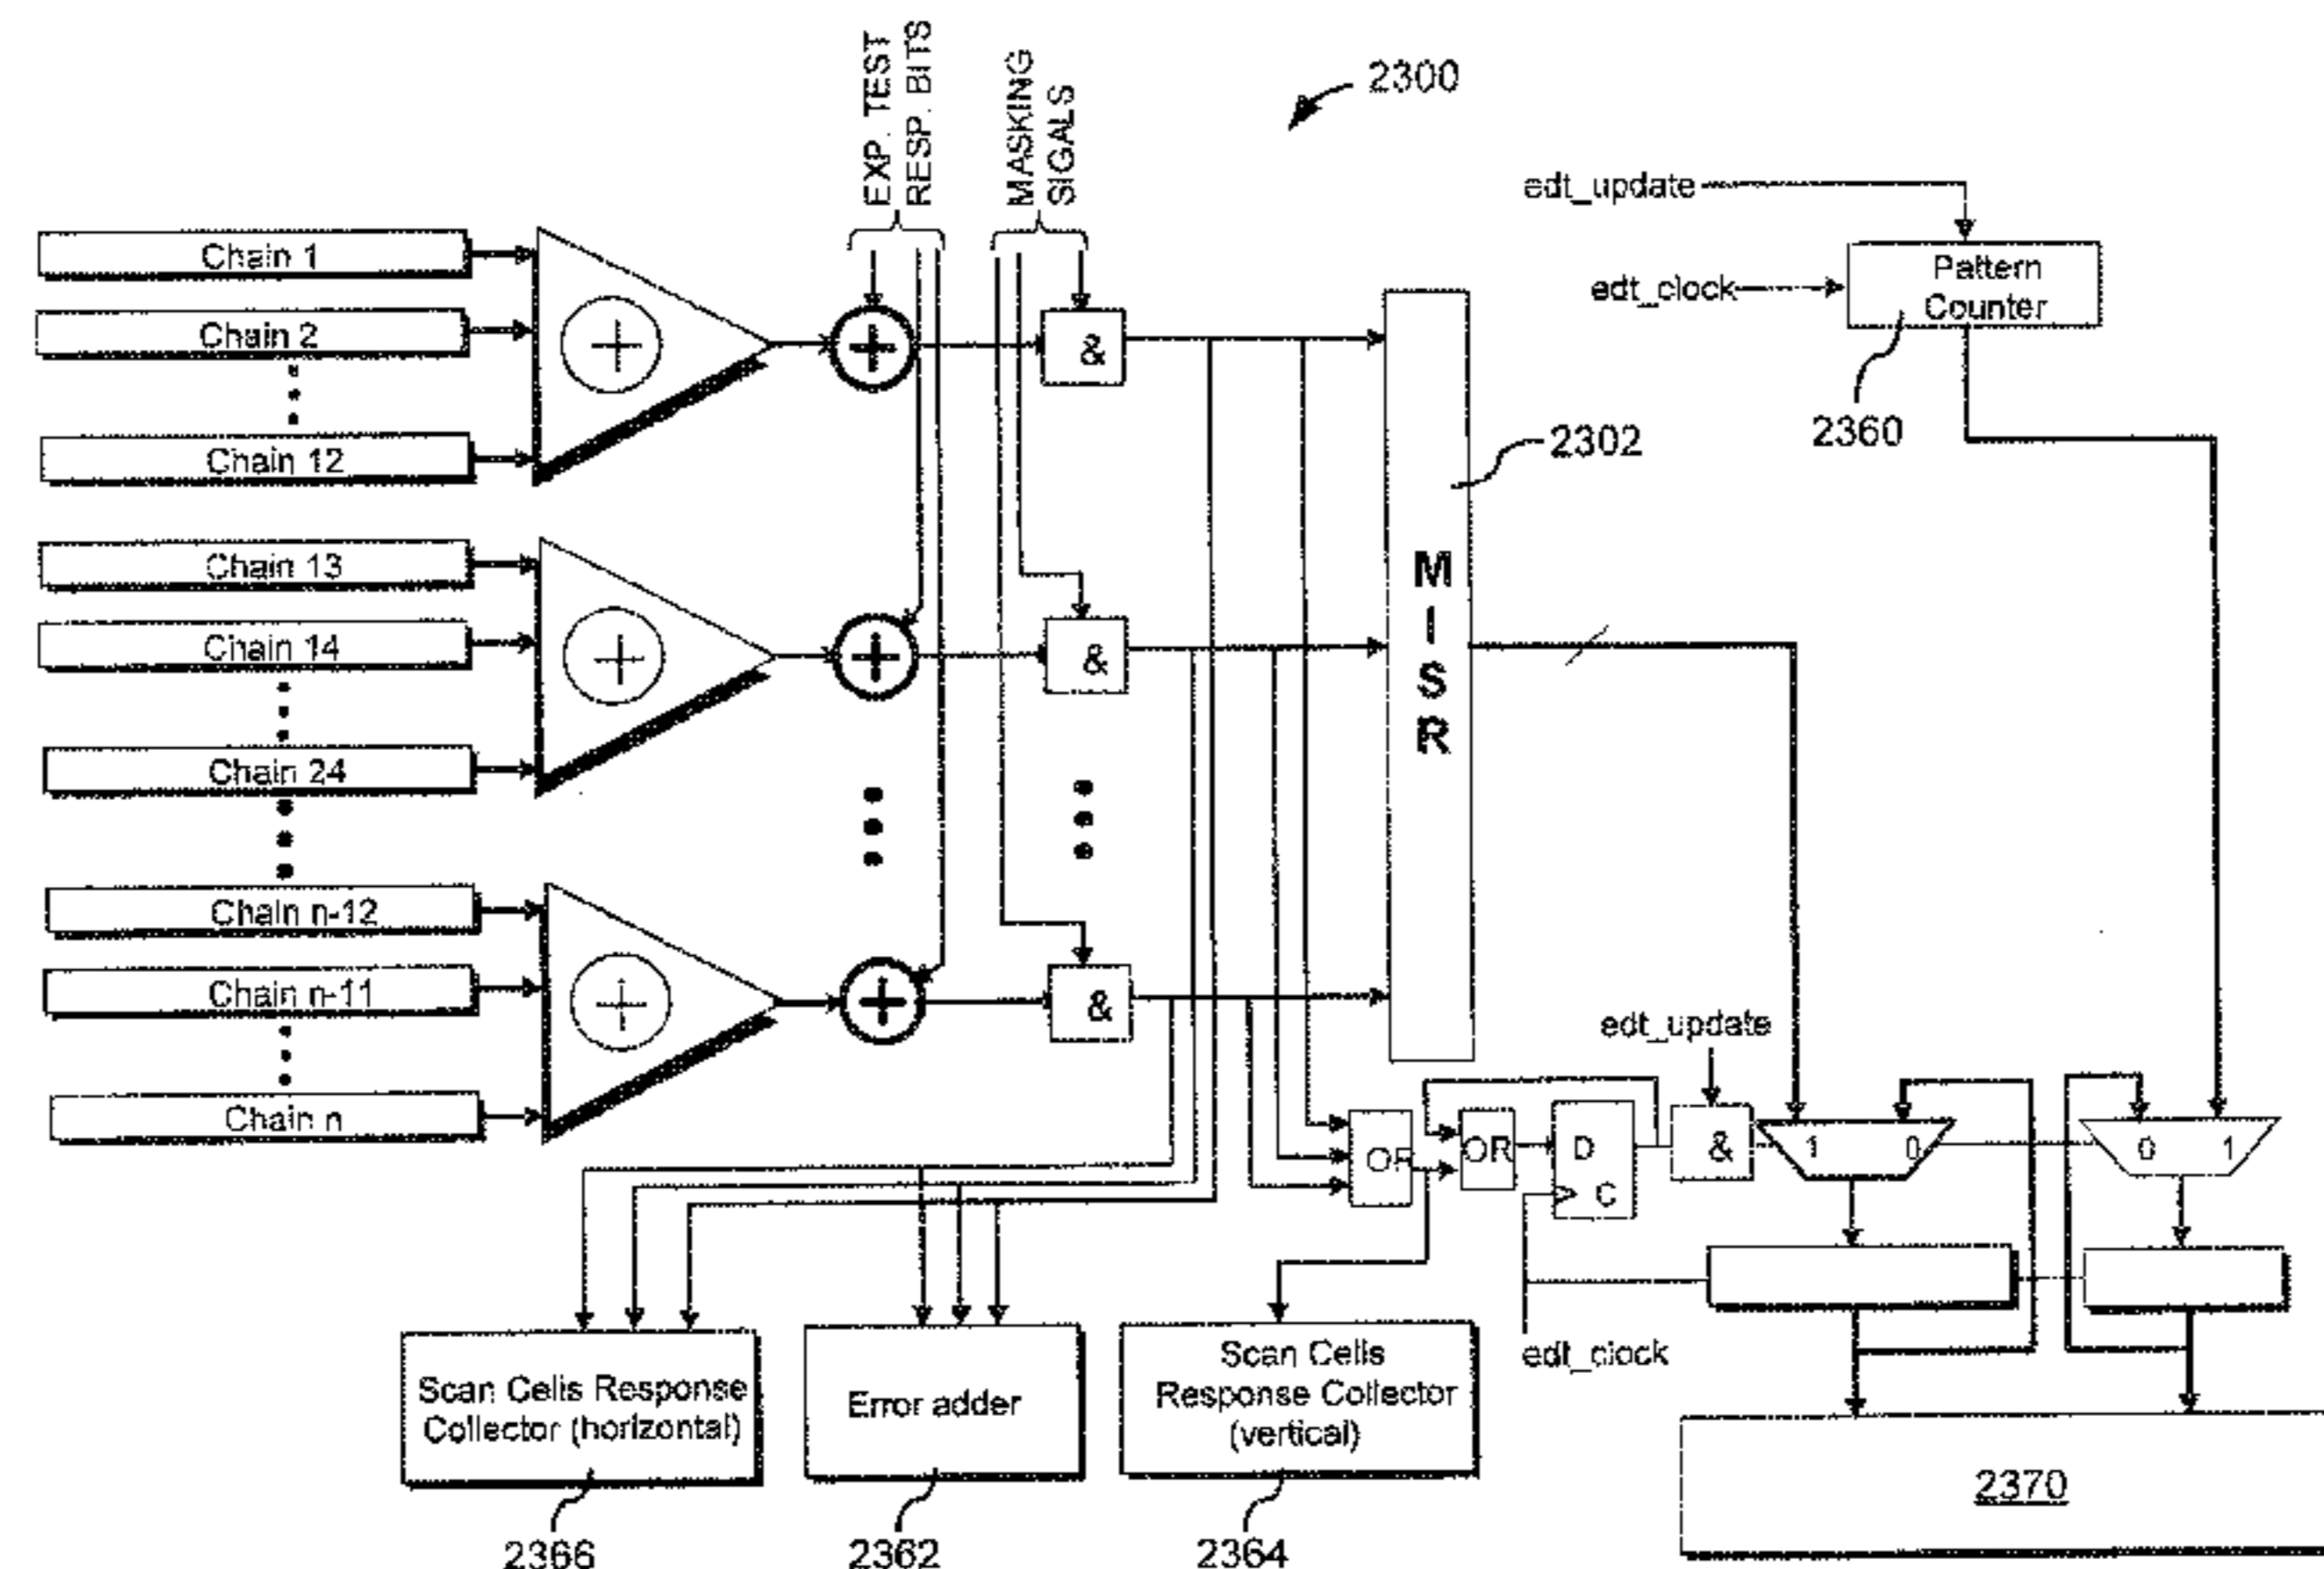 2300
EXP. TEST
RESP. BITS
MASKING
SIGALS
edt_update
edt_clock
Pattern
Counter
2360
Chain 1
Chain 2
Chain 12
Chain 13
Chain 14
Chain 24
Chain n-12
Chain n-11
Chain n
&
&
&
2302
M
I
S
R
edt_update
OR
OR
D
C
&
1
0
0
1
edt_clock
Scan Cells Response
Collector (horizontal)
2366
Error adder
2362
Scan Cells
Response Collector
(vertical)
2364
2370